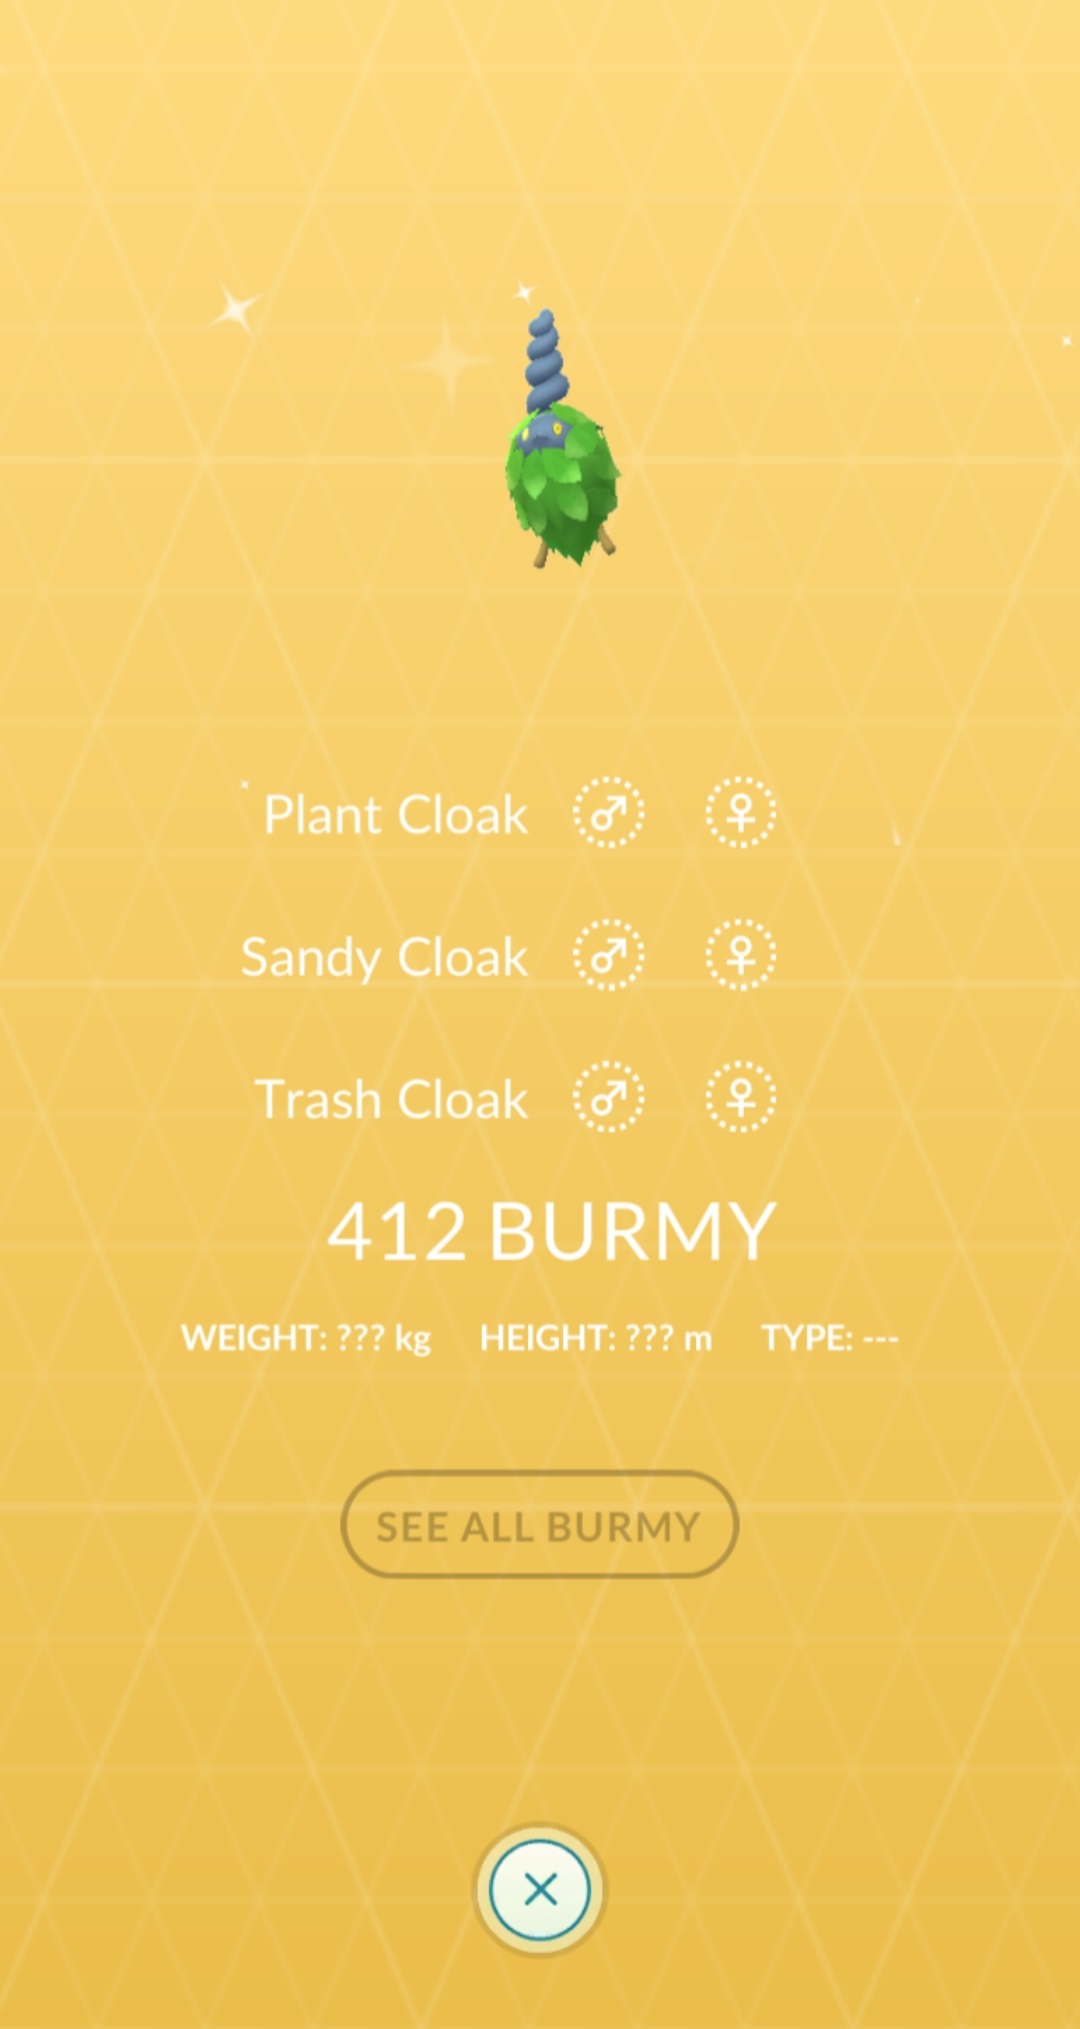 Plant Cloak ♂ ♀
Sandy Cloak ♂ ♀
Trash Cloak ♂ ♀
412 BURMY
WEIGHT: ??? kg HEIGHT: ??? m TYPE: ---
SEE ALL BURMY